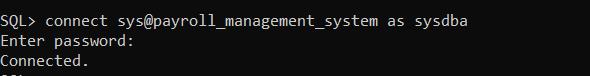 SQL> connect sys@payroll_management_system as sysdba
Enter password:
Connected.